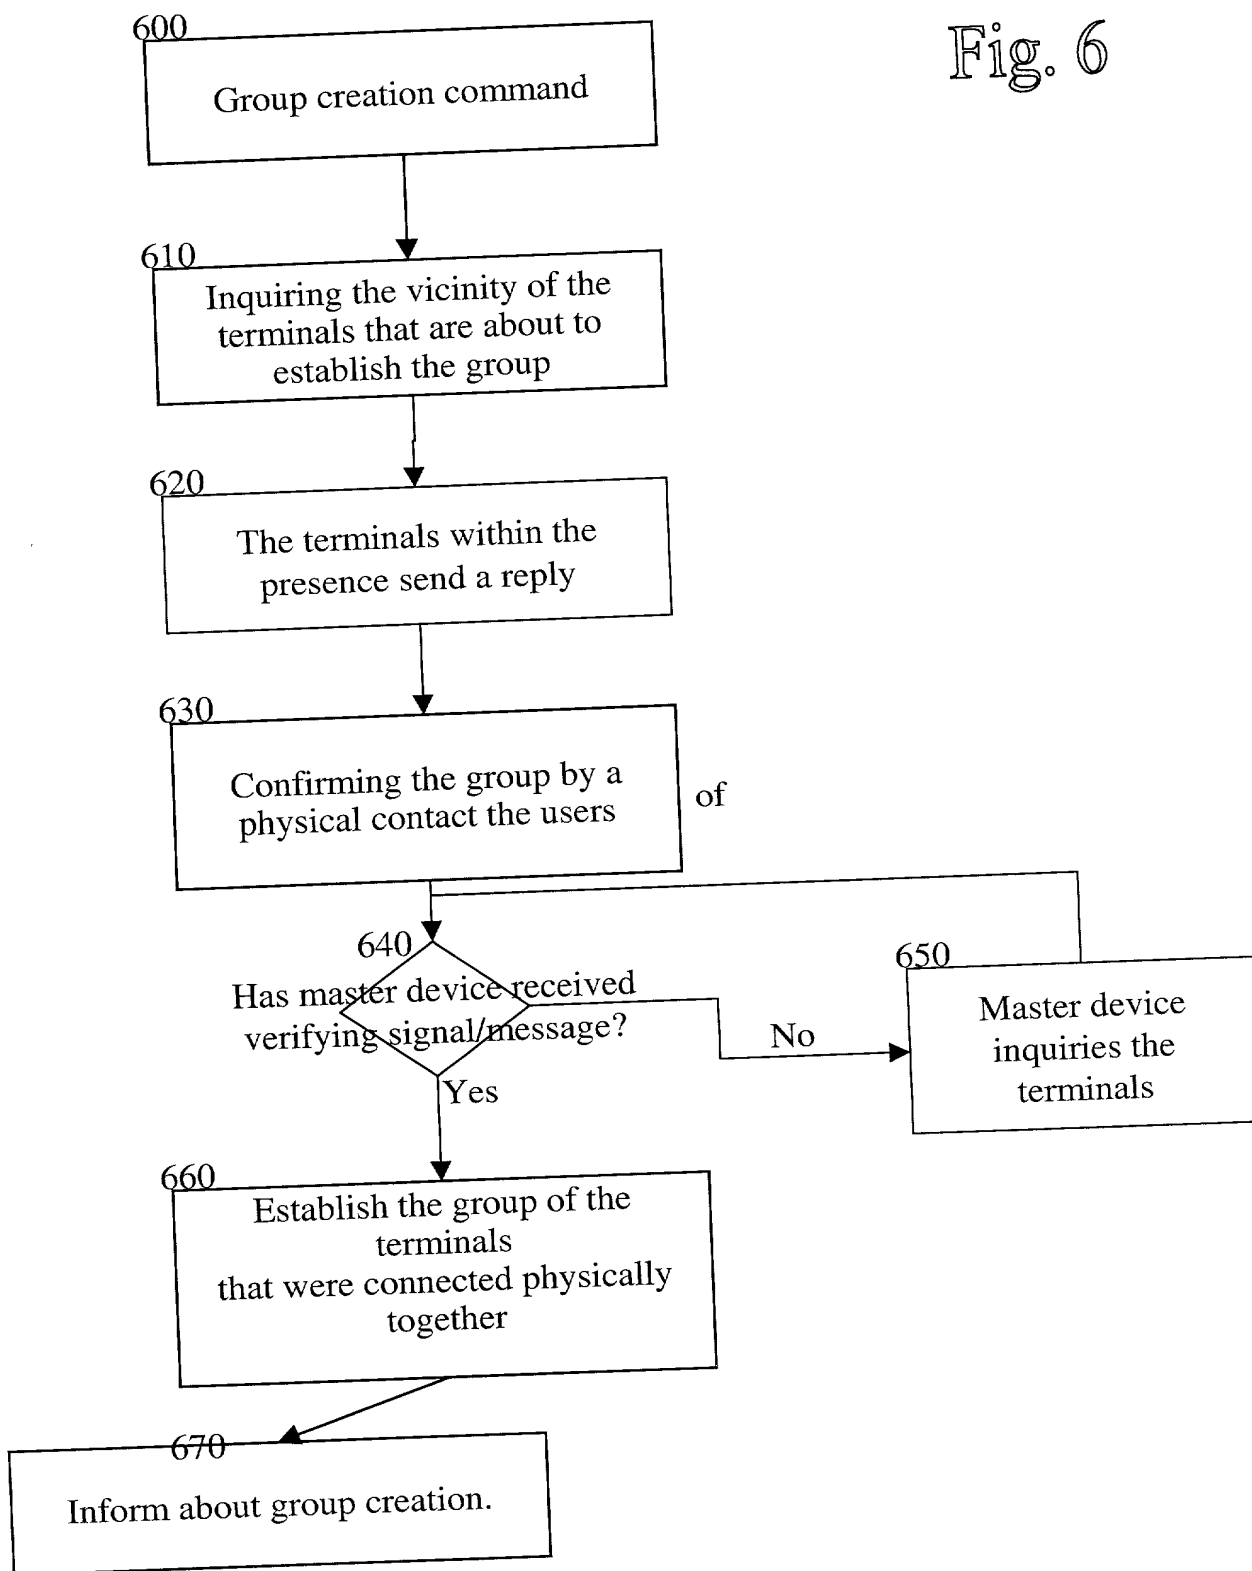 Fig. 6
600
Group creation command
610
Inquiring the vicinity of the
terminals that are about to
establish the group
620
The terminals within the
presence send a reply
630
Confirming the group by a
physical contact the users
of
640
Has master device received
verifying signal/message?
No
Yes
650
Master device
inquiries the
terminals
660
Establish the group of the
terminals
that were connected physically
together
670
Inform about group creation.